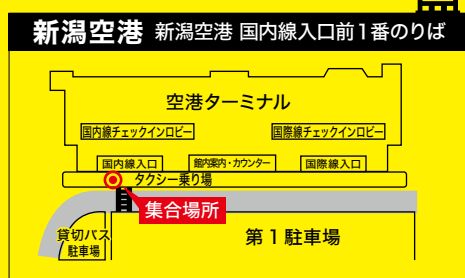 新潟空港 新潟空港 国内線入口前1番のりば
空港ターミナル
国内線チェックインロビー 国際線チェックインロビー
国内線入口 館内案内・カウンター 国際線入口
タクシー乗り場
集合場所
貸切バス
駐車場
第1駐車場